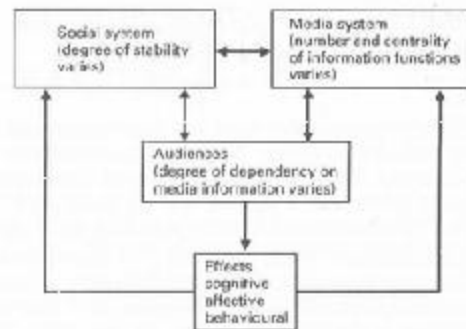 Social system
(degree of stability
varies)
Media system
(number and centrality
of information functions
varies)
Audiences
(degree of dependency on
media information varies)
Effects
cognitive
affective
behavioural